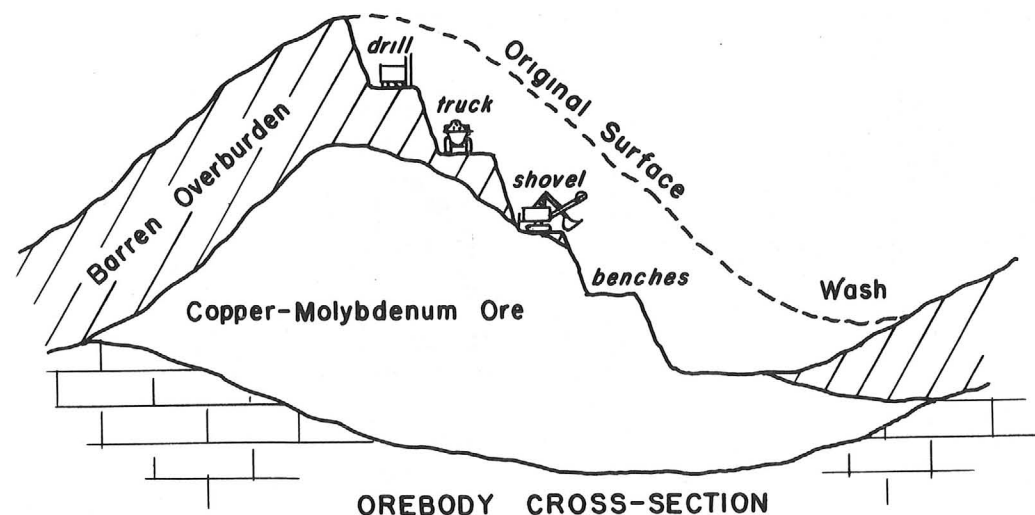 drill
Original Surface
truck
Barren Overburden
shovel
benches
Wash
Copper-Molybdenum Ore
OREBODY CROSS-SECTION